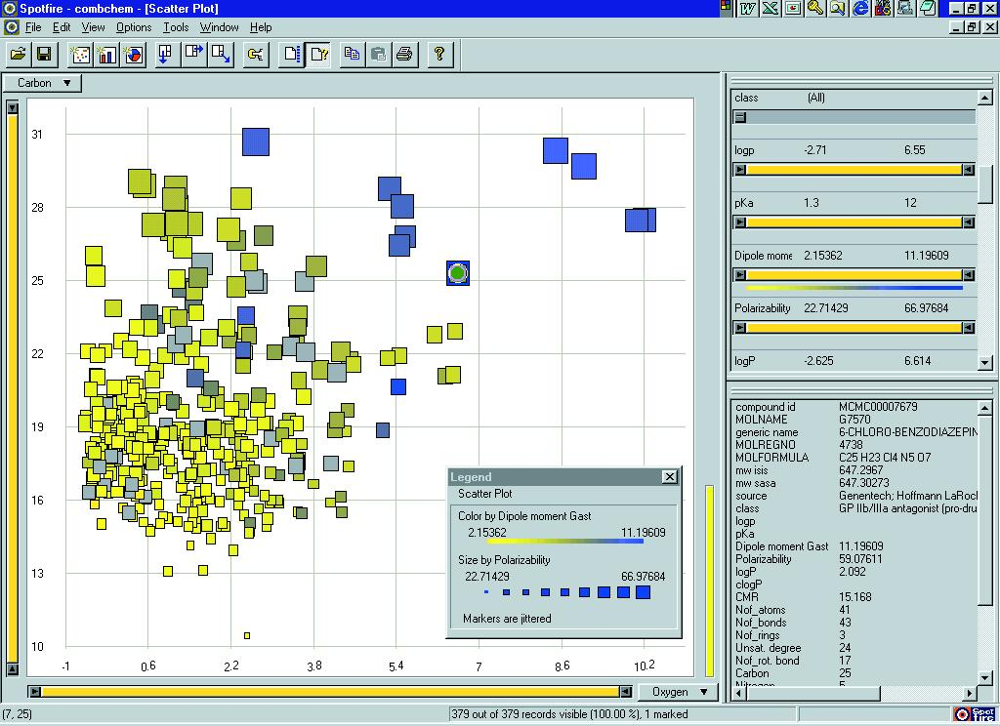 Spotfire - combchem - [Scatter Plot]
File Edit View Options Tools Window Help
Carbon
31
28
25
22
19
16
13
10
-1 0.6 2.2 3.8 5.4 7 8.6 10.2
Oxygen
Legend
Scatter Plot
Color by Dipole moment Gast
2.15362 11.19609
Size by Polarizability
22.71429 66.97684
Markers are jittered
class (All)
logp -2.71 6.55
pKa 1.3 12
Dipole mome 2.15362 11.19609
Polarizability 22.71429 66.97684
logP -2.625 6.614
compound id MCMC00007679
MOLNAME G7570
generic name 6-CHLORO-BENZODIAZEPIN
MOLREGNO 4738
MOLFORMULA C25 H23 Cl4 N5 O7
mw isis 647.2967
mw sasa 647.30273
source Genentech; Hoffmann LaRocl
class GP IIb/IIIa antagonist (pro-dru
logp
pKa
Dipole moment Gast 11.19609
Polarizability 59.07611
logP 2.092
clogP
CMR 15.168
Nof_atoms 41
Nof_bonds 43
Nof_rings 3
Unsat. degree 24
Nof_rot. bond 17
Carbon 25
Nitrogen 5
(7, 25) 379 out of 379 records visible (100.00 %), 1 marked
Spot
fire